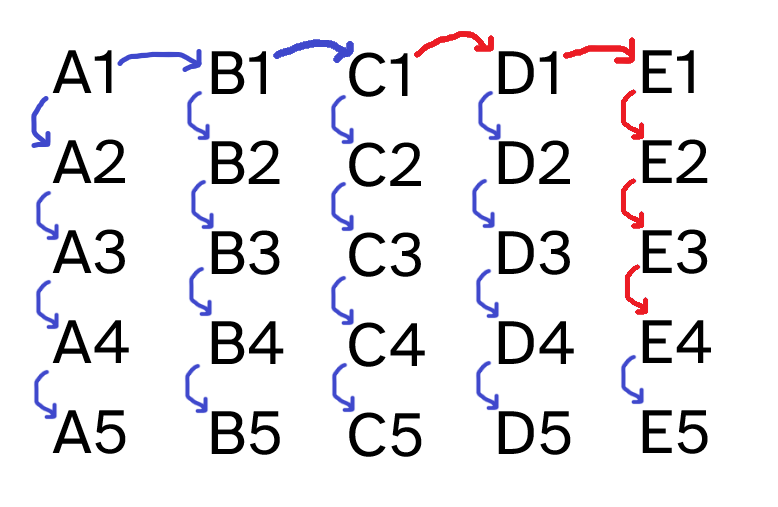 A1 B1 C1 D1 E1
A2 B2 C2 D2 E2
A3 B3 C3 D3 E3
A4 B4 C4 D4 E4
A5 B5 C5 D5 E5